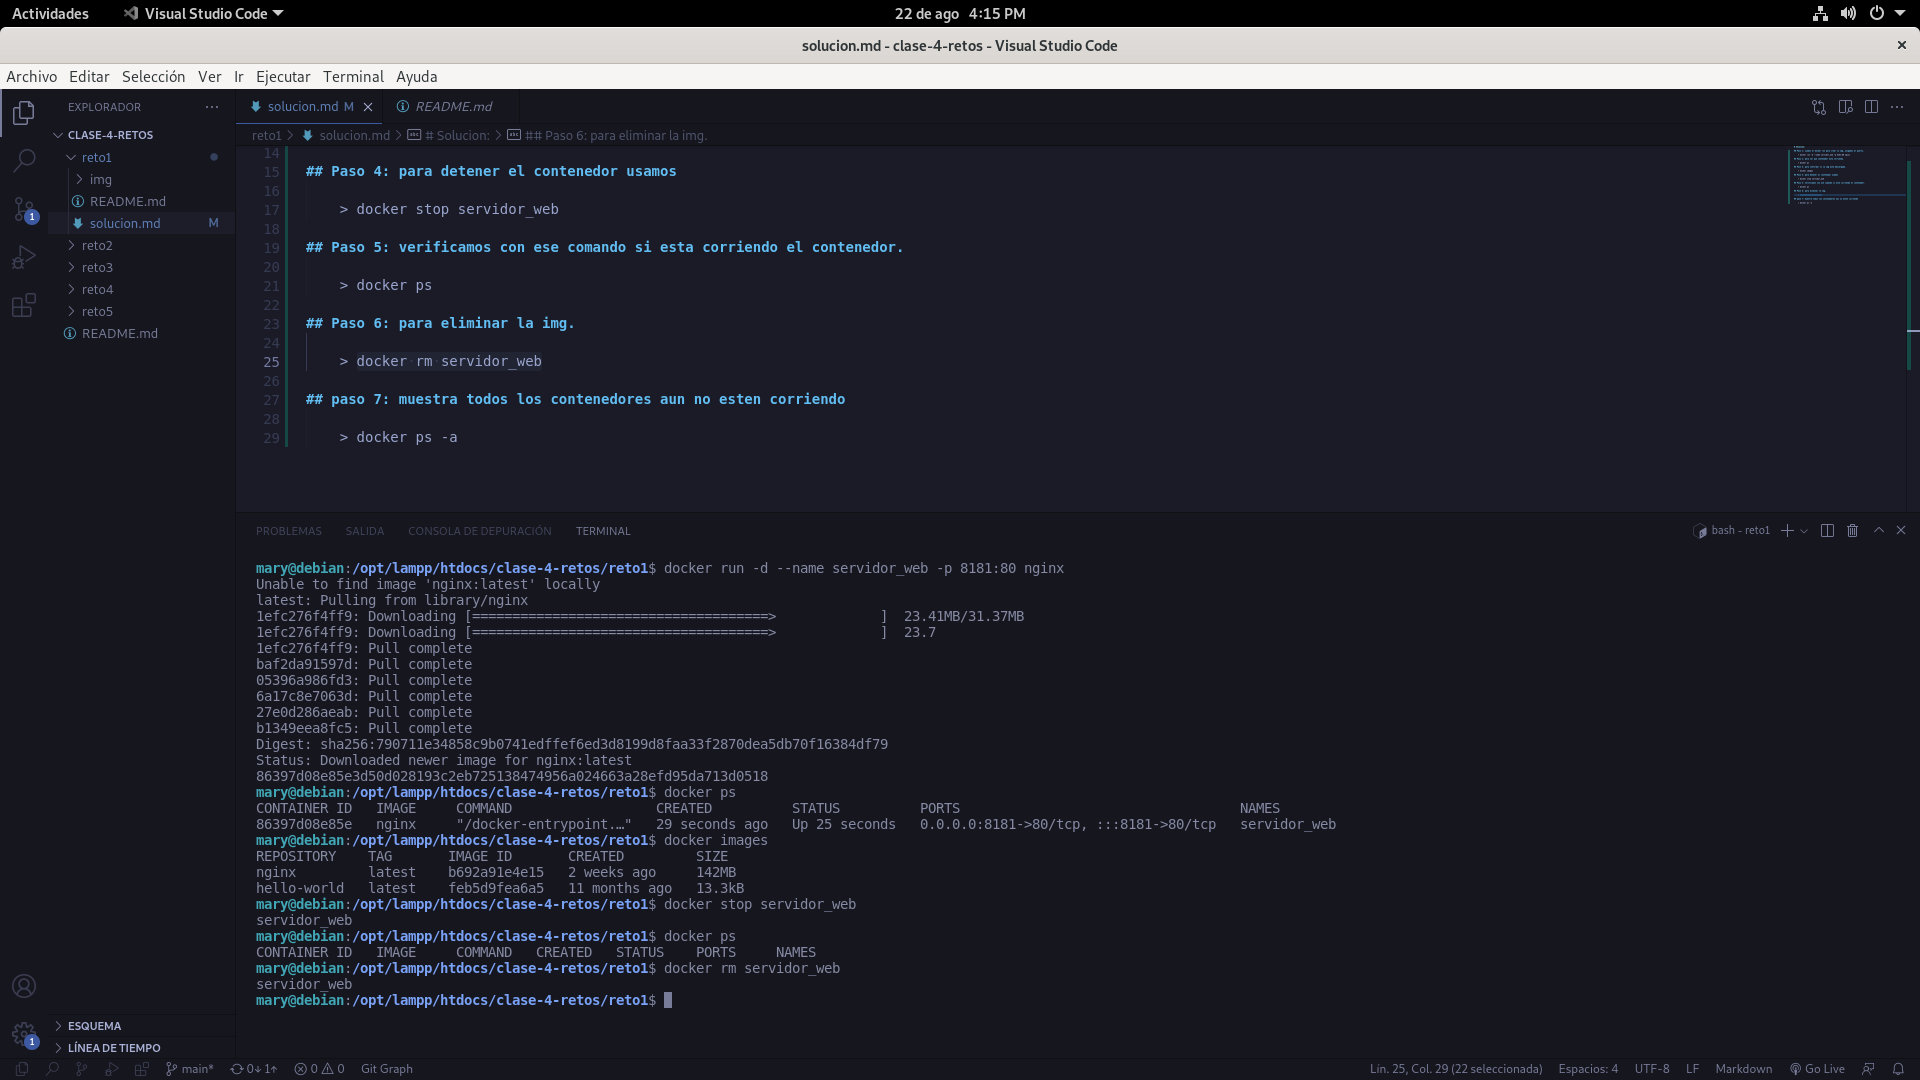 Actividades
Visual Studio Code
22 de ago 4:15 PM
solucion.md - clase-4-retos - Visual Studio Code
Archivo Editar Selección Ver Ir Ejecutar Terminal Ayuda
EXPLORADOR
CLASE-4-RETOS
reto1
img
README.md
solucion.md M
reto2
reto3
reto4
reto5
README.md
1
ESQUEMA
LÍNEA DE TIEMPO
1
solucion.md M
README.md
reto1 > solucion.md > # Solucion: > ## Paso 6: para eliminar la img.
14
15 ## Paso 4: para detener el contenedor usamos
16
17 > docker stop servidor_web
18
19 ## Paso 5: verificamos con ese comando si esta corriendo el contenedor.
20
21 > docker ps
22
23 ## Paso 6: para eliminar la img.
24
25 > docker rm servidor_web
26
27 ## paso 7: muestra todos los contenedores aun no esten corriendo
28
29 > docker ps -a
PROBLEMAS SALIDA CONSOLA DE DEPURACIÓN TERMINAL
bash - reto1
mary@debian:/opt/lampp/htdocs/clase-4-retos/reto1$ docker run -d --name servidor_web -p 8181:80 nginx
Unable to find image 'nginx:latest' locally
latest: Pulling from library/nginx
1efc276f4ff9: Downloading [=====================================>             ]  23.41MB/31.37MB
1efc276f4ff9: Downloading [=====================================>             ]  23.7
1efc276f4ff9: Pull complete
baf2da91597d: Pull complete
05396a986fd3: Pull complete
6a17c8e7063d: Pull complete
27e0d286aeab: Pull complete
b1349eea8fc5: Pull complete
Digest: sha256:790711e34858c9b0741edffef6ed3d8199d8faa33f2870dea5db70f16384df79
Status: Downloaded newer image for nginx:latest
86397d08e85e3d50d028193c2eb725138474956a024663a28efd95da713d0518
mary@debian:/opt/lampp/htdocs/clase-4-retos/reto1$ docker ps
CONTAINER ID   IMAGE     COMMAND                  CREATED          STATUS          PORTS                                   NAMES
86397d08e85e   nginx     "/docker-entrypoint.…"   29 seconds ago   Up 25 seconds   0.0.0.0:8181->80/tcp, :::8181->80/tcp   servidor_web
mary@debian:/opt/lampp/htdocs/clase-4-retos/reto1$ docker images
REPOSITORY    TAG       IMAGE ID       CREATED         SIZE
nginx         latest    b692a91e4e15   2 weeks ago     142MB
hello-world   latest    feb5d9fea6a5   11 months ago   13.3kB
mary@debian:/opt/lampp/htdocs/clase-4-retos/reto1$ docker stop servidor_web
servidor_web
mary@debian:/opt/lampp/htdocs/clase-4-retos/reto1$ docker ps
CONTAINER ID   IMAGE     COMMAND   CREATED   STATUS    PORTS     NAMES
mary@debian:/opt/lampp/htdocs/clase-4-retos/reto1$ docker rm servidor_web
servidor_web
mary@debian:/opt/lampp/htdocs/clase-4-retos/reto1$
main* 0↓ 1↑ 0 0 Git Graph
Lín. 25, Col. 29 (22 seleccionada) Espacios: 4 UTF-8 LF Markdown Go Live